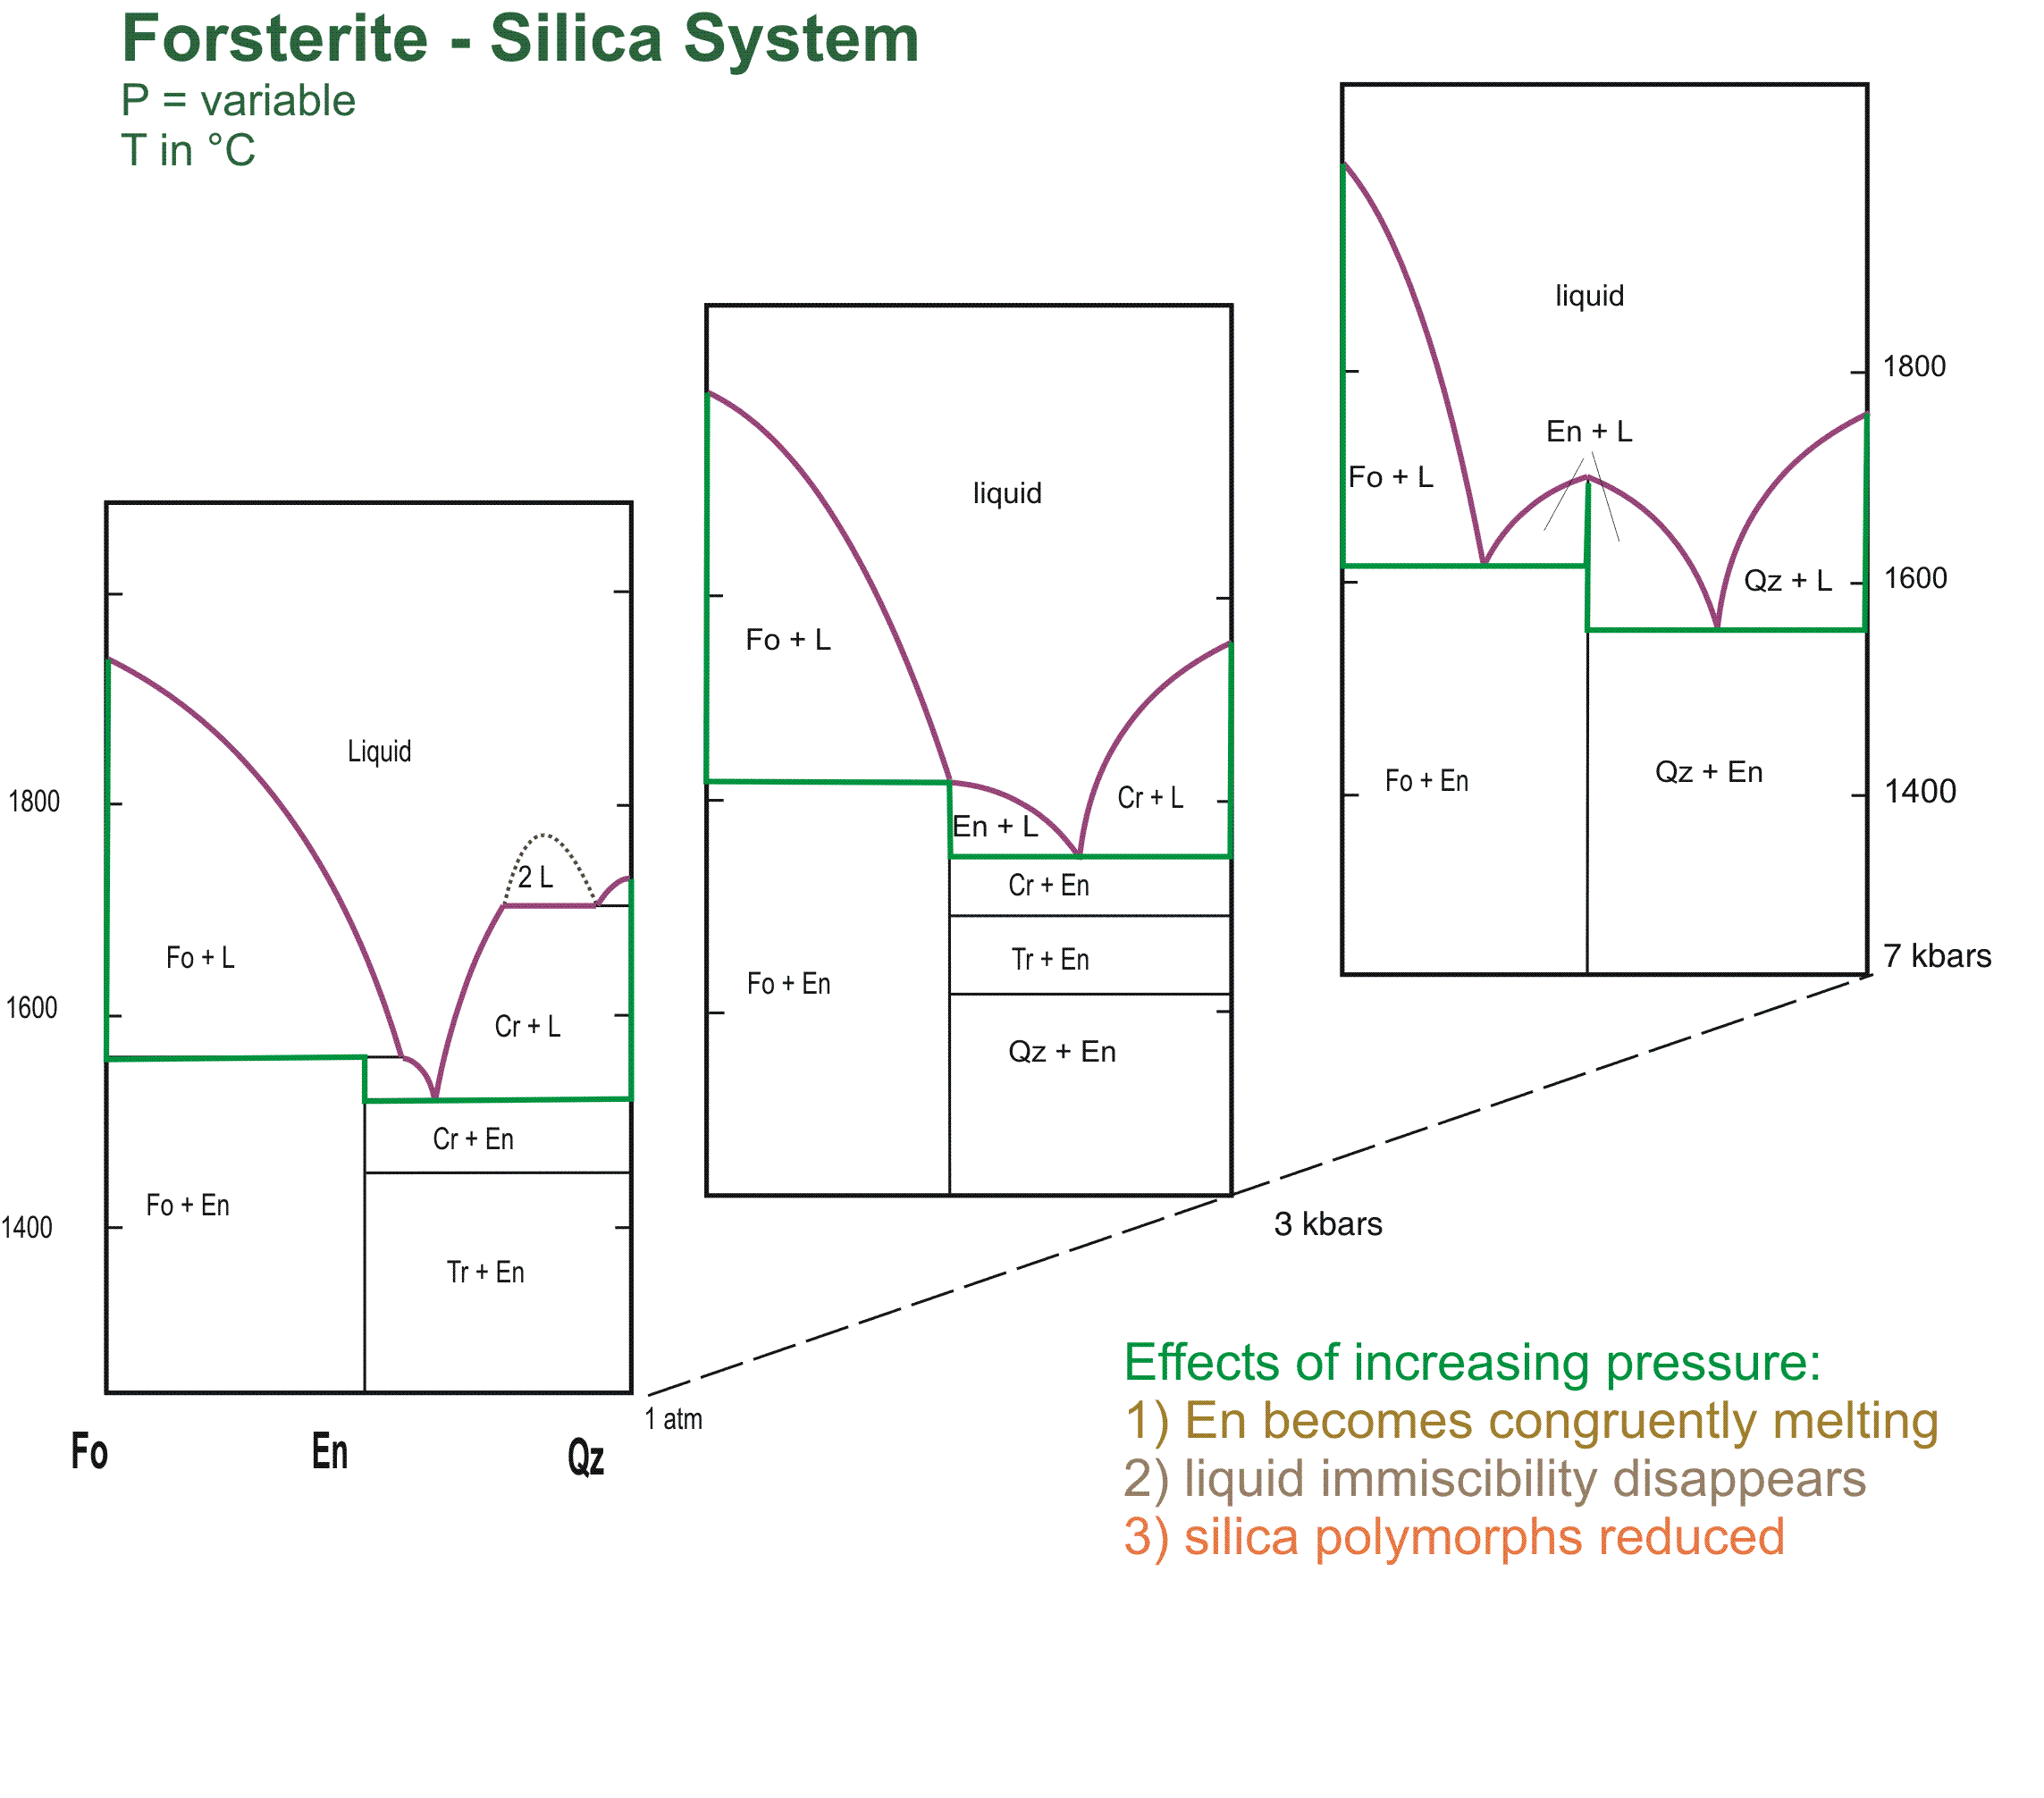 Forsterite - Silica System
P = variable
T in °C
liquid
1800
En + L
Fo + L
1600
Qz + L
Fo + En
Qz + En
1400
7 kbars
liquid
Fo + L
Cr + L
En + L
Cr + En
Tr + En
Fo + En
Qz + En
3 kbars
Liquid
1800
2 L
Fo + L
1600
Cr + L
Cr + En
Fo + En
1400
Tr + En
1 atm
Fo
En
Qz
Effects of increasing pressure:
1) En becomes congruently melting
2) liquid immiscibility disappears
3) silica polymorphs reduced